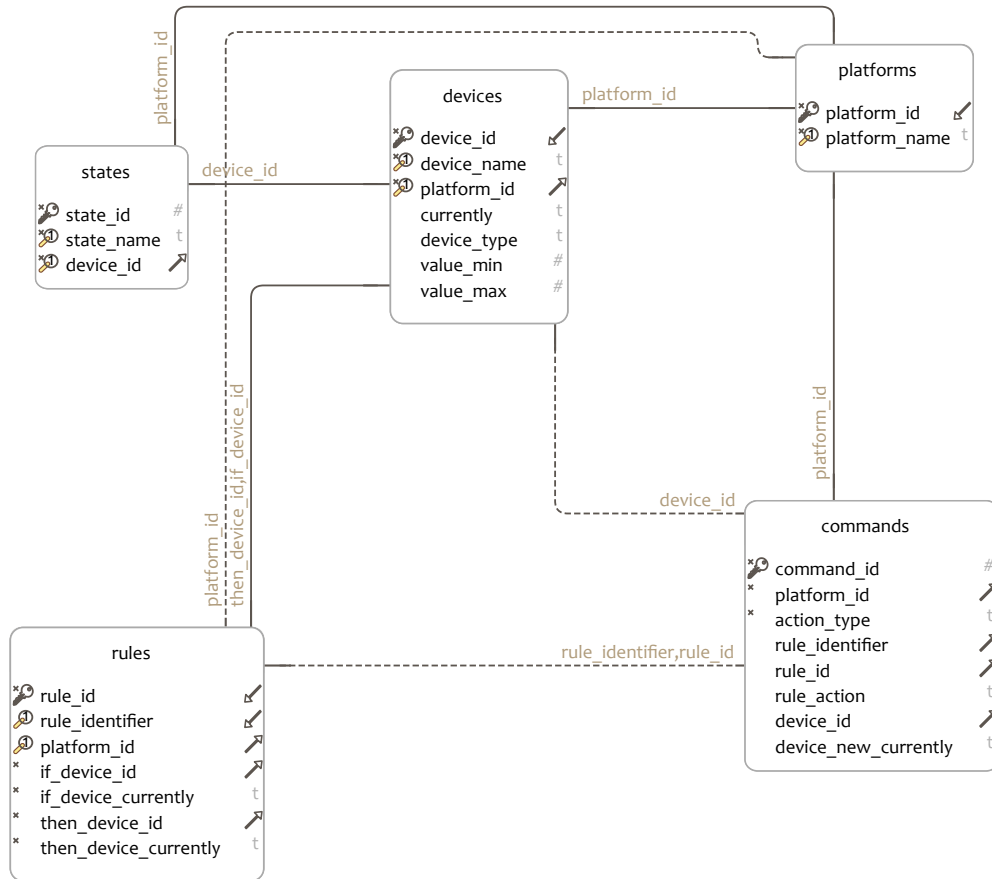 platform_id
platforms
platform_id
platform_name t
devices
device_id
device_name t
platform_id
currently t
device_type t
value_min #
value_max #
platform_id
states
state_id #
state_name t
device_id
device_id
platform_id
then_device_id,if_device_id
platform_id
device_id
commands
command_id #
platform_id
action_type t
rule_identifier
rule_id
rule_action t
device_id
device_new_currently t
rule_identifier,rule_id
rules
rule_id
rule_identifier
platform_id
if_device_id
if_device_currently t
then_device_id
then_device_currently t